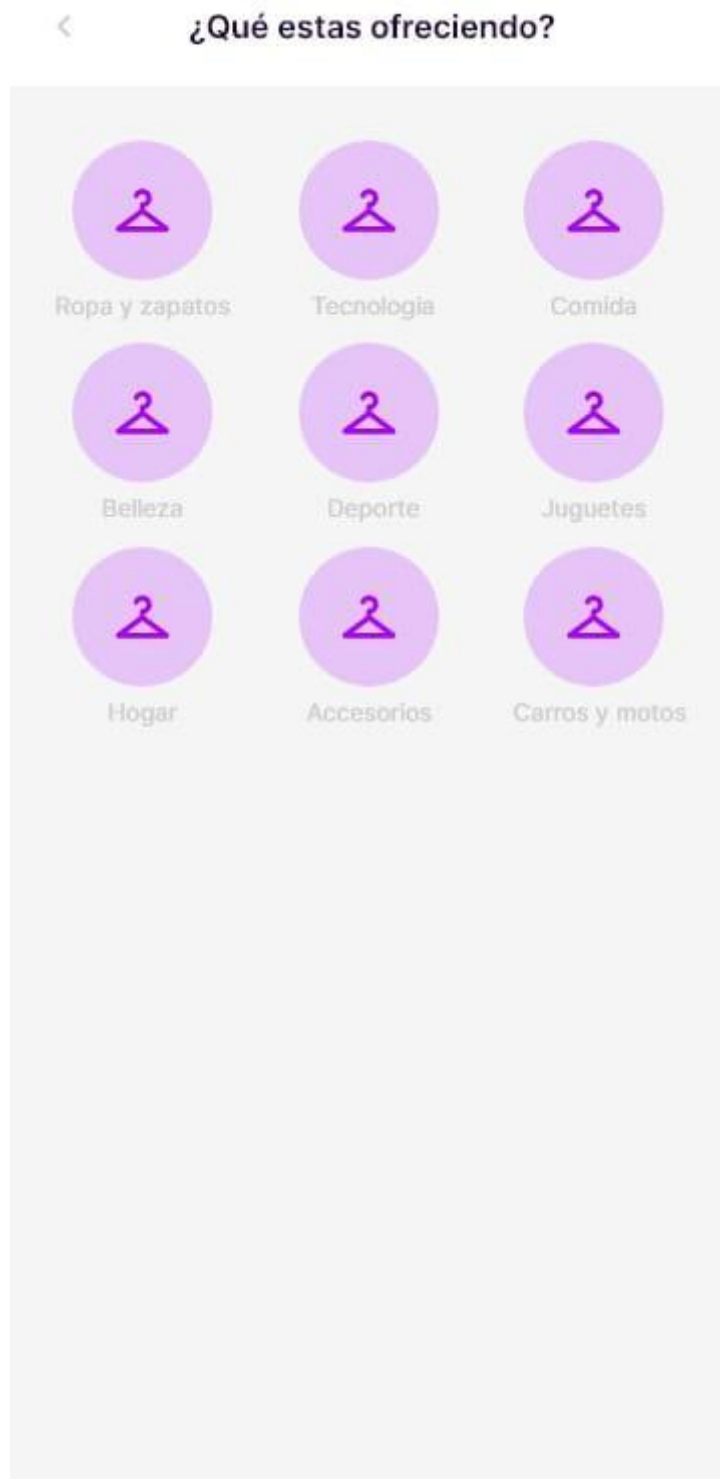 ¿Qué estas ofreciendo?
Ropa y zapatos Tecnologia Comida
Belleza Deporte Juguetes
Hogar Accesorios Carros y motos